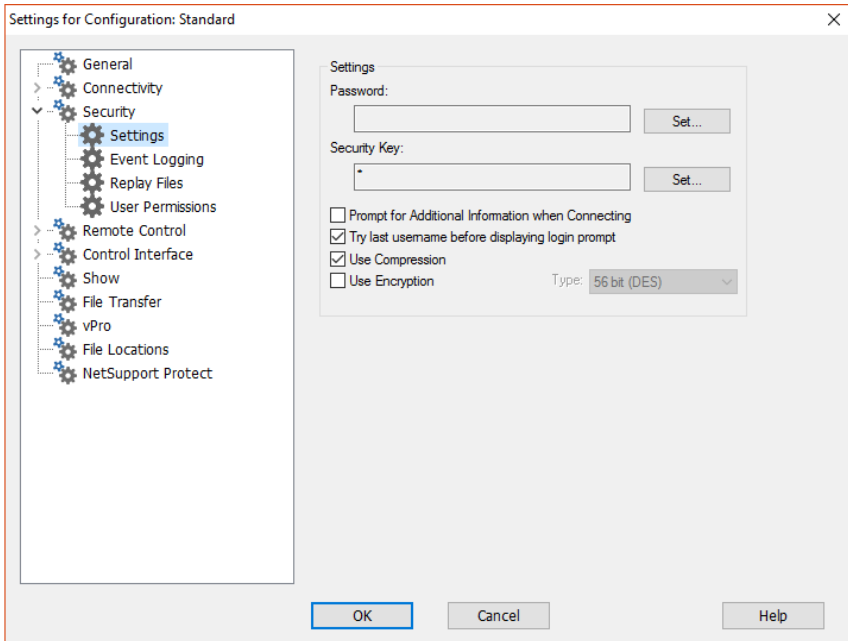 Settings for Configuration: Standard
General
Connectivity
Security
Settings
Event Logging
Replay Files
User Permissions
Remote Control
Control Interface
Show
File Transfer
vPro
File Locations
NetSupport Protect
Settings
Password:
Set...
Security Key:
*
Set...
Prompt for Additional Information when Connecting
Try last username before displaying login prompt
Use Compression
Use Encryption Type: 56 bit (DES)
OK Cancel Help